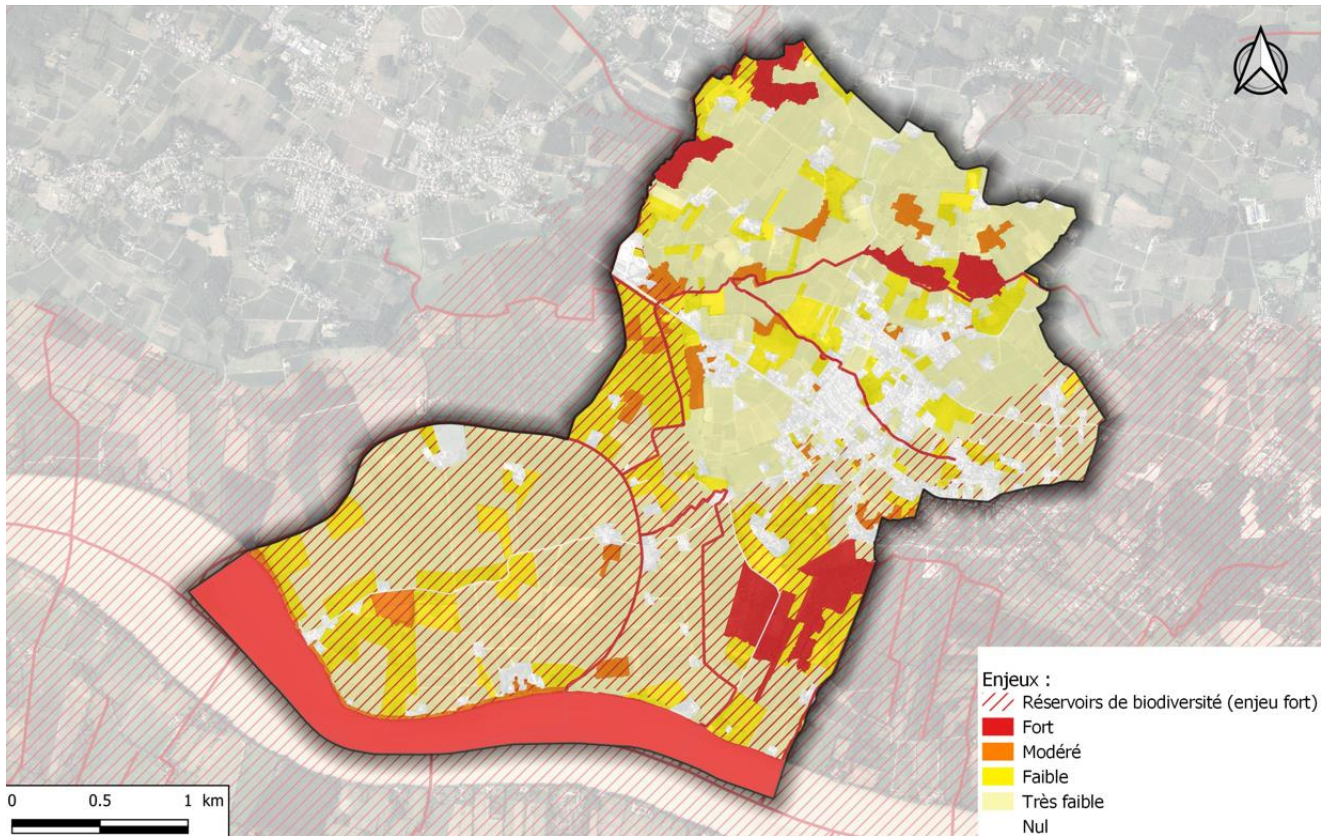 0 0.5 1 km
Enjeux :
Réservoirs de biodiversité (enjeu fort)
Fort
Modéré
Faible
Très faible
Nul